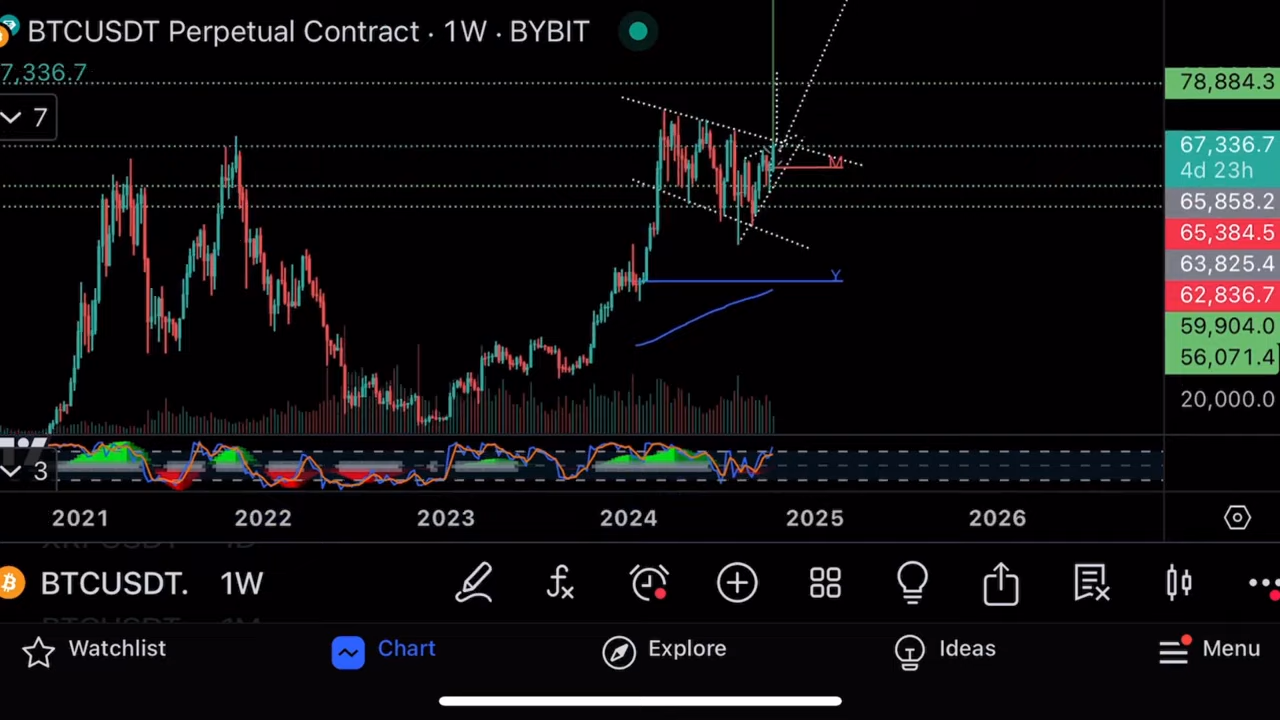 BTCUSDT Perpetual Contract · 1W · BYBIT
7,336.7
7
78,884.3
67,336.7
4d 23h
65,858.2
65,384.5
63,825.4
62,836.7
59,904.0
56,071.4
20,000.0
M
Y
3
2021 2022 2023 2024 2025 2026
BTCUSDT. 1W
Watchlist Chart Explore Ideas Menu